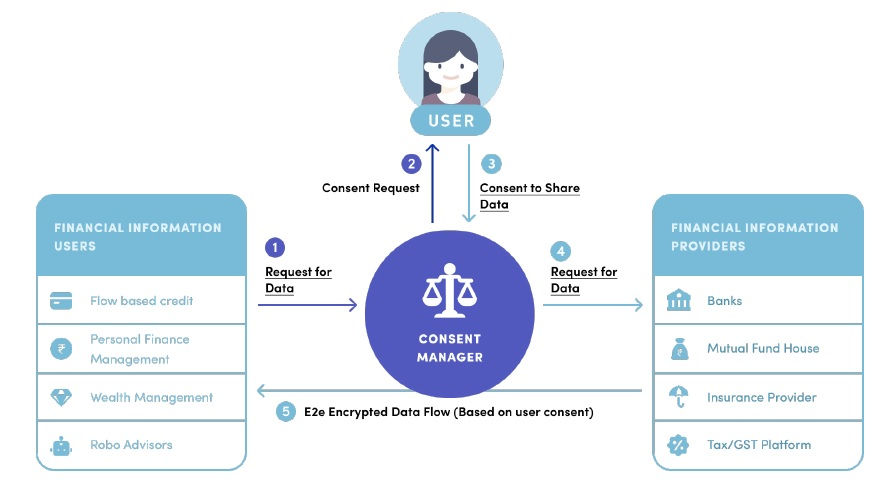 USER
2
Consent Request
3
Consent to Share
Data
FINANCIAL INFORMATION
USERS
Flow based credit
₹
Personal Finance
Management
Wealth Management
Robo Advisors
1
Request for
Data
CONSENT
MANAGER
4
Request for
Data
5 E2e Encrypted Data Flow (Based on user consent)
FINANCIAL INFORMATION
PROVIDERS
Banks
₹
Mutual Fund House
Insurance Provider
%
Tax/GST Platform